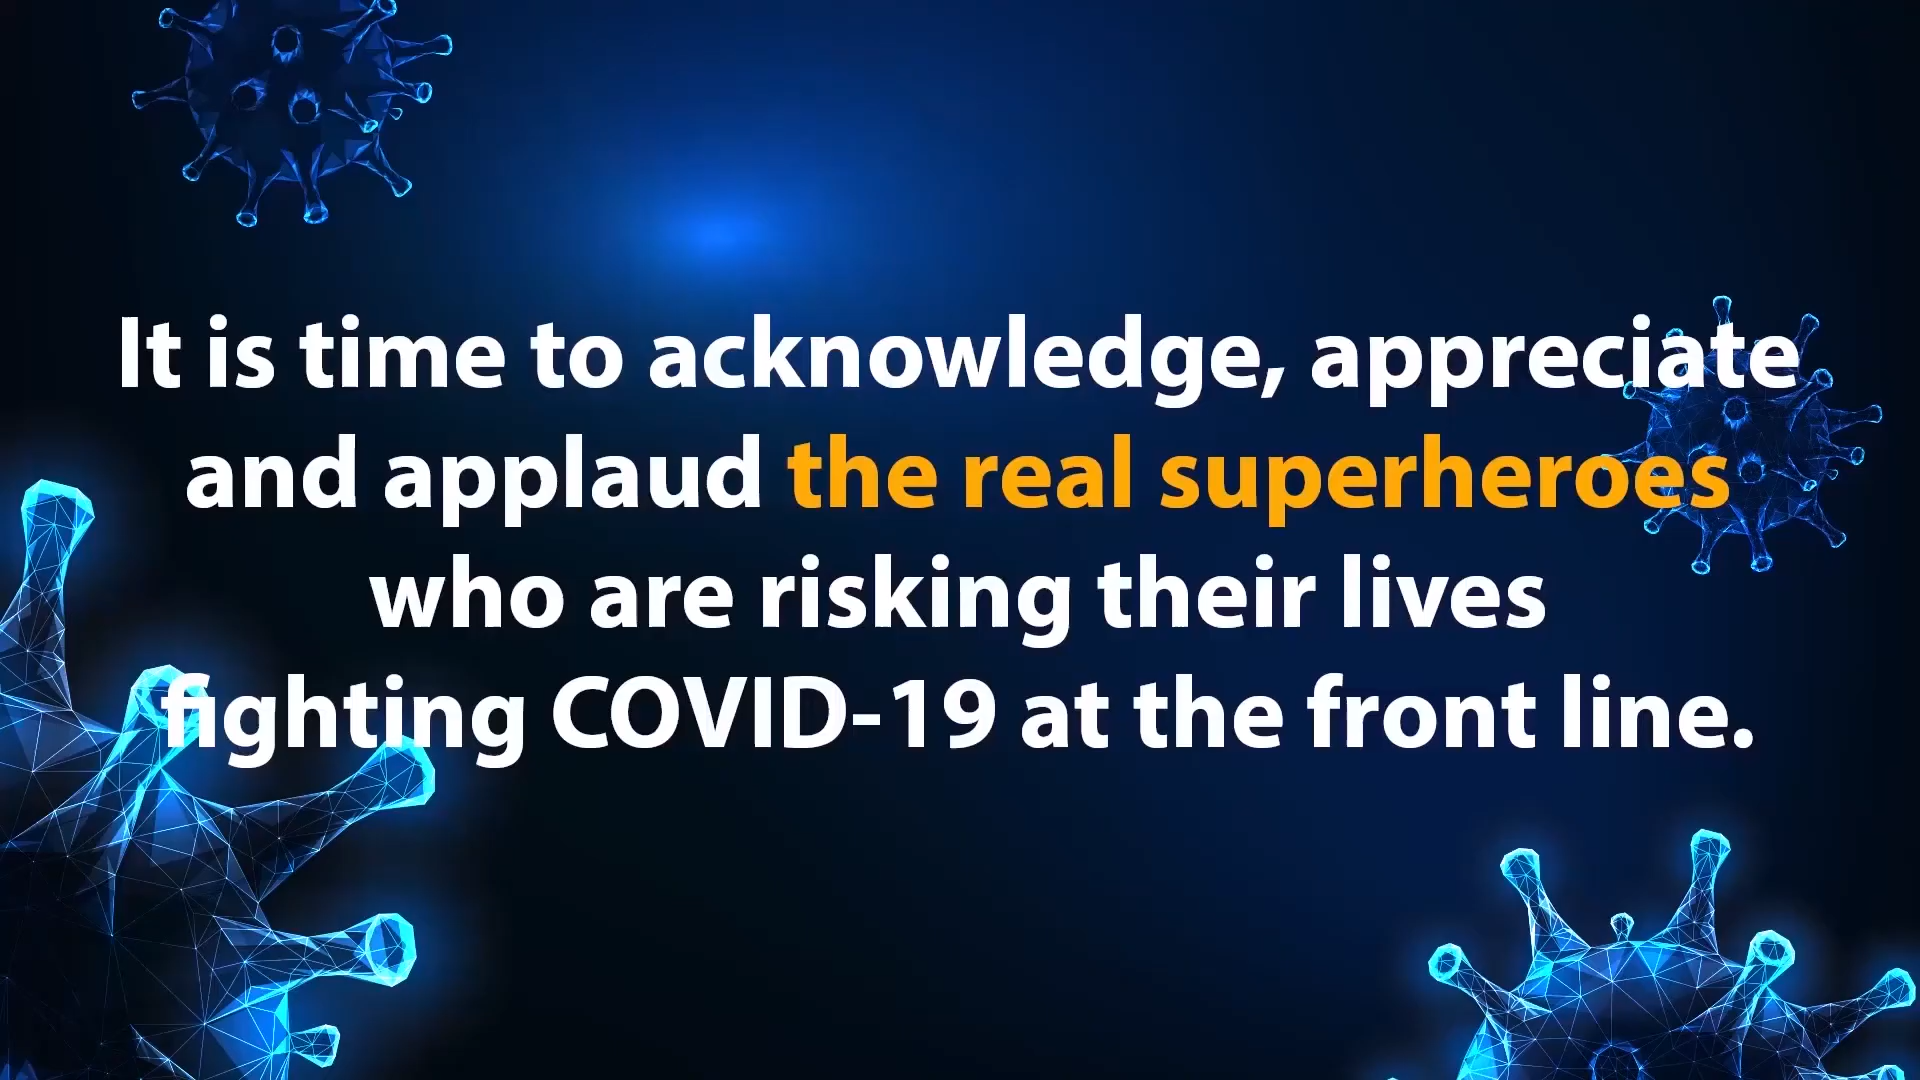 It is time to acknowledge, appreciate
and applaud the real superheroes
who are risking their lives
fighting COVID-19 at the front line.